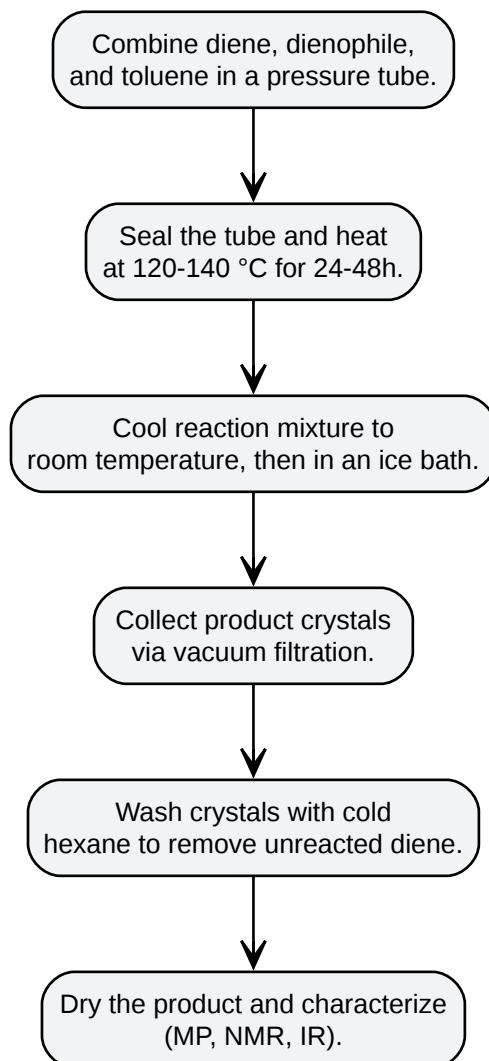 Combine diene, dienophile,
and toluene in a pressure tube.
Seal the tube and heat
at 120-140 °C for 24-48h.
Cool reaction mixture to
room temperature, then in an ice bath.
Collect product crystals
via vacuum filtration.
Wash crystals with cold
hexane to remove unreacted diene.
Dry the product and characterize
(MP, NMR, IR).